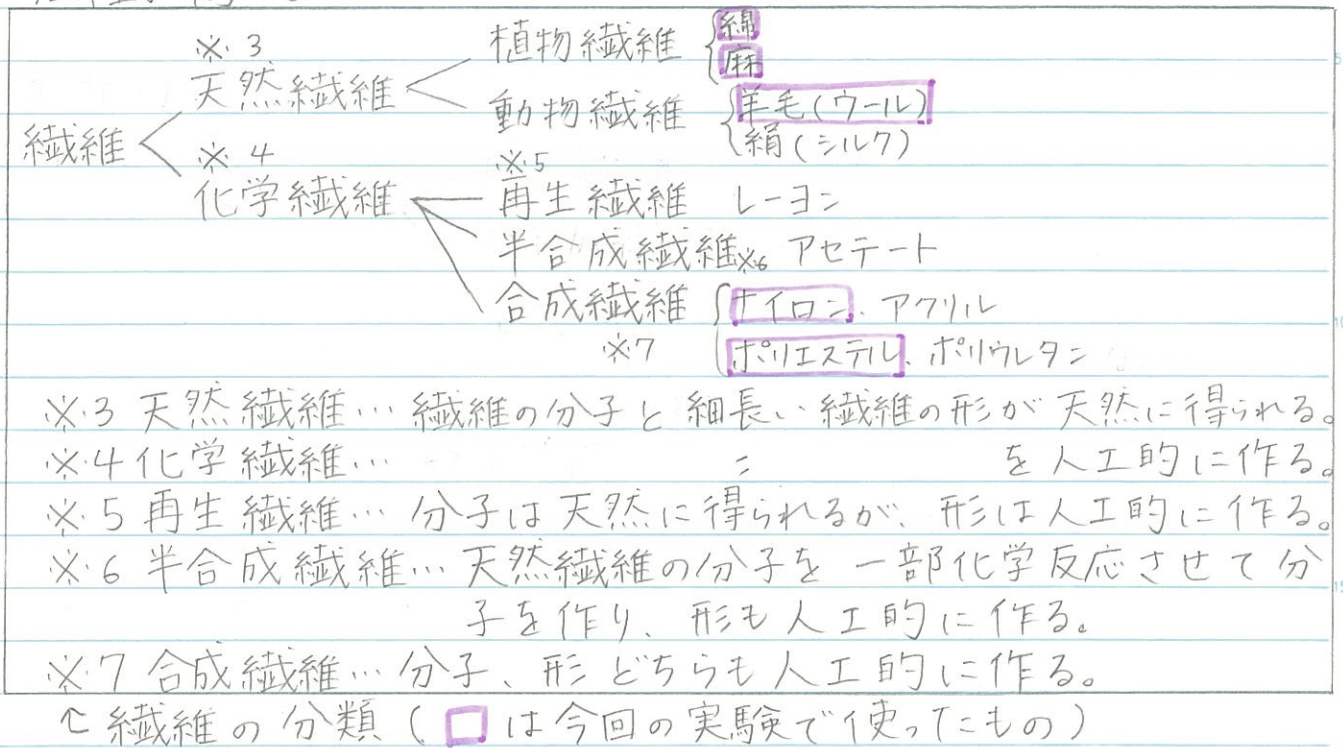 ※3
植物繊維 {綿
天然繊維
麻
動物繊維 {羊毛(ウール)
繊維
絹(シルク)
※4
※5
化学繊維
再生繊維 レーヨン
半合成繊維※6 アセテート
合成繊維 {ナイロン、アクリル
※7
ポリエステル、ポリウレタン
※3 天然繊維… 繊維の分子と細長い繊維の形が天然に得られる。
※4 化学繊維… 〃 を人工的に作る。
※5 再生繊維… 分子は天然に得られるが、形は人工的に作る。
※6 半合成繊維… 天然繊維の分子を一部化学反応させて分
子を作り、形も人工的に作る。
※7 合成繊維… 分子、形どちらも人工的に作る。
↑繊維の分類 (□は今回の実験で使ったもの)